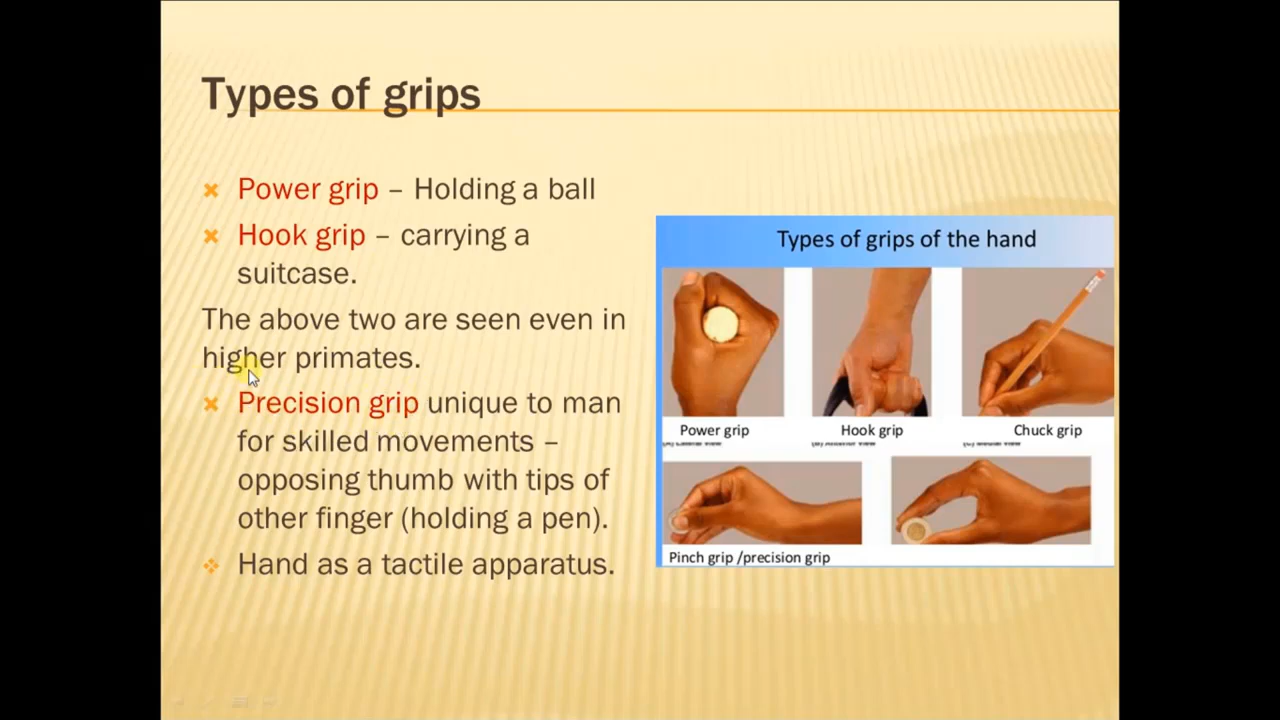 Types of grips
Power grip – Holding a ball
Hook grip – carrying a
suitcase.
The above two are seen even in
higher primates.
Precision grip unique to man
for skilled movements –
opposing thumb with tips of
other finger (holding a pen).
Hand as a tactile apparatus.
Types of grips of the hand
Power grip
Hook grip
Chuck grip
Pinch grip /precision grip